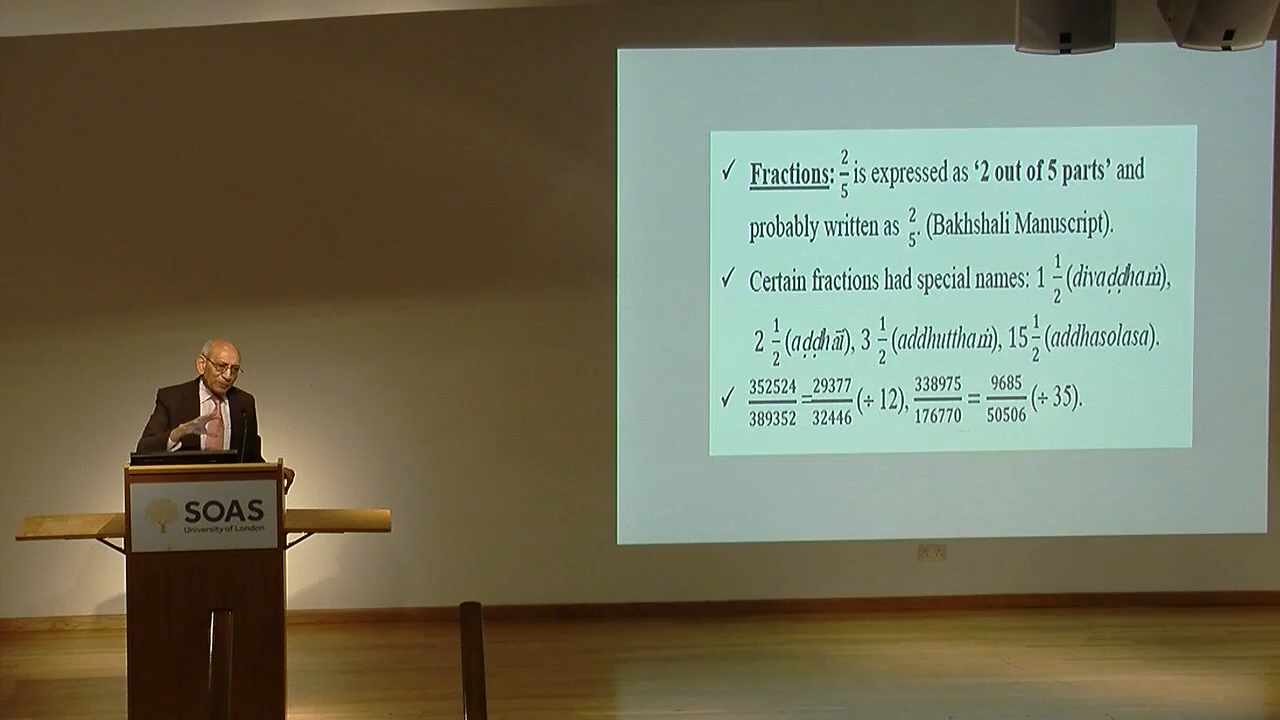 ✓ Fractions: 2/5 is expressed as ‘2 out of 5 parts’ and
probably written as 2 5. (Bakhshali Manuscript).
✓ Certain fractions had special names: 1 1/2 (divaḍḍhaṁ),
2 1/2 (aḍḍhāī), 3 1/2 (addhutthaṁ), 15 1/2 (addhasolasa).
✓ 352524/389352 = 29377/32446 (÷ 12), 338975/176770 = 9685/50506 (÷ 35).
SOAS
University of London